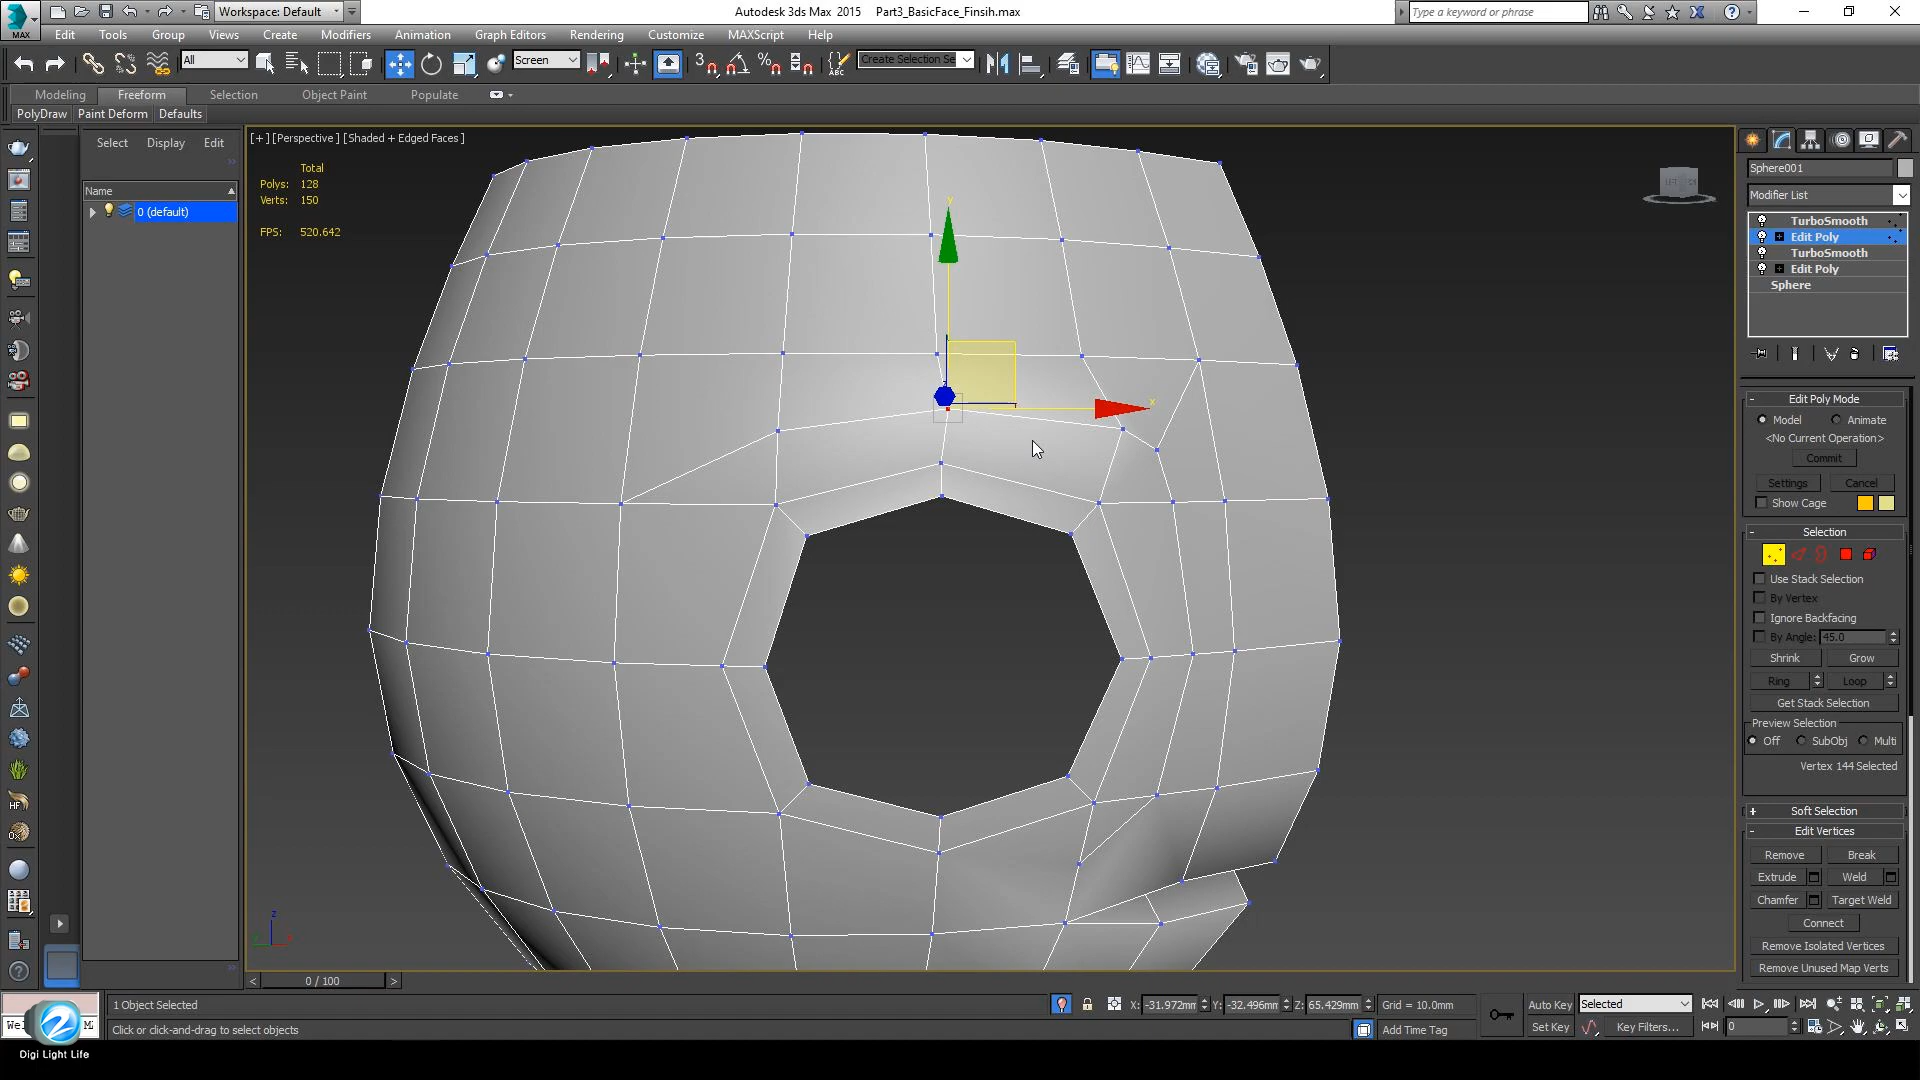 Workspace: Default
Autodesk 3ds Max 2015    Part3_BasicFace_Finsih.max
Type a keyword or phrase
MAX
Edit Tools Group Views Create Modifiers Animation Graph Editors Rendering Customize MAXScript Help
All
Screen
3
ABC
Create Selection Se
Modeling Freeform Selection Object Paint Populate
PolyDraw Paint Deform Defaults
Select Display Edit
Name
0 (default)
[+] [Perspective] [Shaded + Edged Faces]
Total
Polys: 128
Verts: 150
FPS: 520.642
y
x
z
Sphere001
Modifier List
TurboSmooth
Edit Poly
TurboSmooth
Edit Poly
Sphere
Edit Poly Mode
Model Animate
<No Current Operation>
Commit
Settings Cancel
Show Cage
Selection
Use Stack Selection
By Vertex
Ignore Backfacing
By Angle: 45.0
Shrink Grow
Ring Loop
Get Stack Selection
Preview Selection
Off SubObj Multi
Vertex 144 Selected
Soft Selection
Edit Vertices
Remove Break
Extrude Weld
Chamfer Target Weld
Connect
Remove Isolated Vertices
Remove Unused Map Verts
HF
z
< 0 / 100 >
1 Object Selected
X: -31.972mm Y: -32.496mm Z: 65.429mm Grid = 10.0mm
Auto Key Selected
Click or click-and-drag to select objects
Add Time Tag
Set Key Key Filters...
0
Digi Light Life